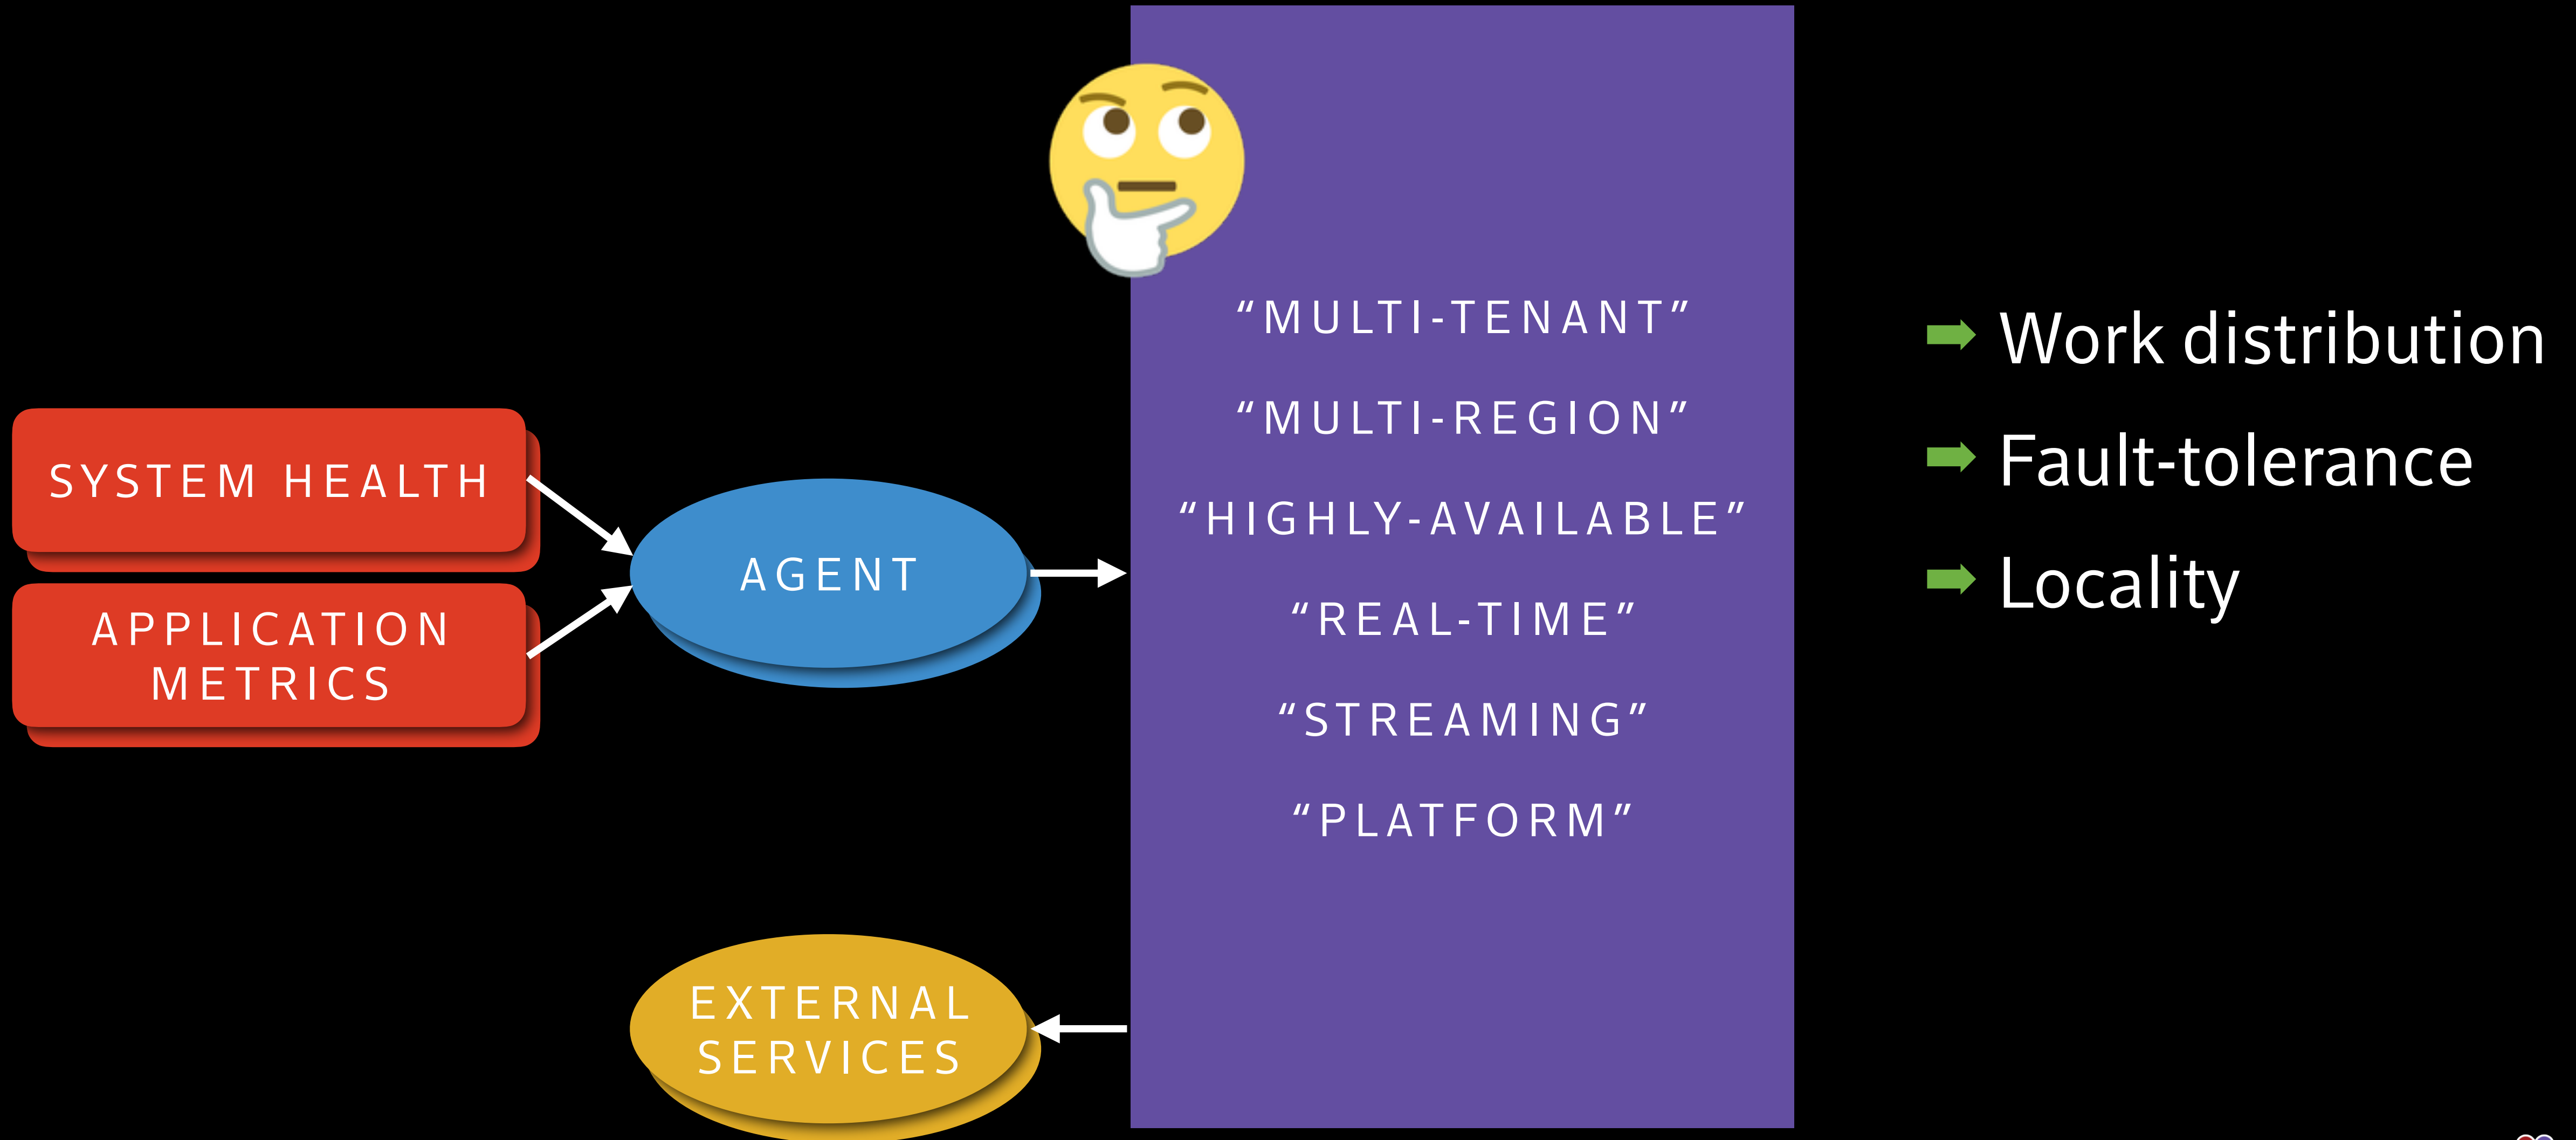 SYSTEM HEALTH
APPLICATION
METRICS
AGENT
EXTERNAL
SERVICES
“MULTI-TENANT”
“MULTI-REGION”
“HIGHLY-AVAILABLE”
“REAL-TIME”
“STREAMING”
“PLATFORM”
Work distribution
Fault-tolerance
Locality